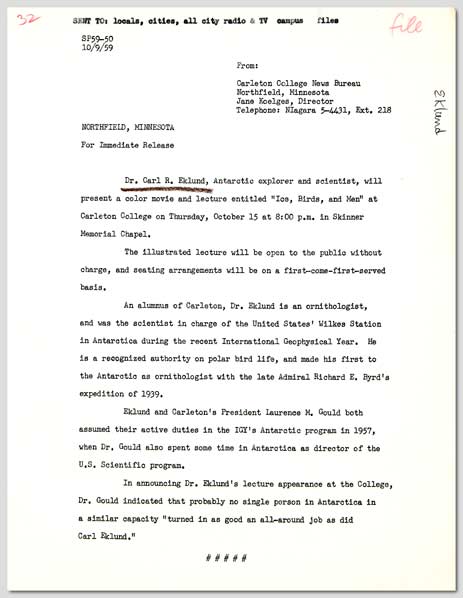 32
SENT TO: locals, cities, all city radio & TV campus files
file
SP59-50
10/9/59
From:
Carleton College News Bureau
Northfield, Minnesota
Jane Koelges, Director
Telephone: NIagara 5-4431, Ext. 218
Eklund
NORTHFIELD, MINNESOTA
For Immediate Release
Dr. Carl R. Eklund, Antarctic explorer and scientist, will
present a color movie and lecture entitled "Ice, Birds, and Men" at
Carleton College on Thursday, October 15 at 8:00 p.m. in Skinner
Memorial Chapel.
The illustrated lecture will be open to the public without
charge, and seating arrangements will be on a first-come-first-served
basis.
An alumnus of Carleton, Dr. Eklund is an ornithologist,
and was the scientist in charge of the United States' Wilkes Station
in Antarctica during the recent International Geophysical Year. He
is a recognized authority on polar bird life, and made his first to
the Antarctic as ornithologist with the late Admiral Richard E. Byrd's
expedition of 1939.
Eklund and Carleton's President Laurence M. Gould both
assumed their active duties in the IGY's Antarctic program in 1957,
when Dr. Gould also spent some time in Antarctica as director of the
U.S. Scientific program.
In announcing Dr. Eklund's lecture appearance at the College,
Dr. Gould indicated that probably no single person in Antarctica in
a similar capacity "turned in as good an all-around job as did
Carl Eklund."
# # # # #